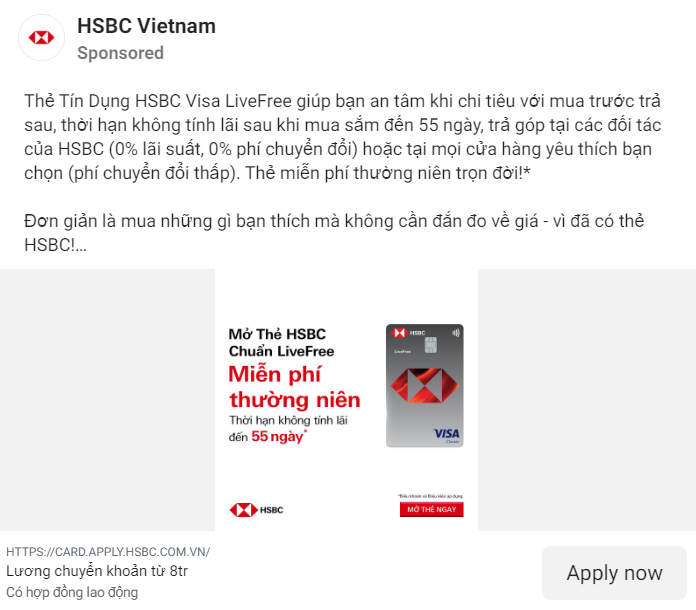 HSBC Vietnam
Sponsored
Thẻ Tín Dụng HSBC Visa LiveFree giúp bạn an tâm khi chi tiêu với mua trước trả
sau, thời hạn không tính lãi sau khi mua sắm đến 55 ngày, trả góp tại các đối tác
của HSBC (0% lãi suất, 0% phí chuyển đổi) hoặc tại mọi cửa hàng yêu thích bạn
chọn (phí chuyển đổi thấp). Thẻ miễn phí thường niên trọn đời!*
Đơn giản là mua những gì bạn thích mà không cần đắn đo về giá - vì đã có thẻ
HSBC!...
Mở Thẻ HSBC
Chuẩn LiveFree
Miễn phí
thường niên
Thời hạn không tính lãi
đến 55 ngày*
HSBC
LiveFree
VISA
Classic
HSBC
*Điều khoản và Điều kiện áp dụng.
MỞ THẺ NGAY
HTTPS://CARD.APPLY.HSBC.COM.VN/
Lương chuyển khoản từ 8tr
Có hợp đồng lao động
Apply now